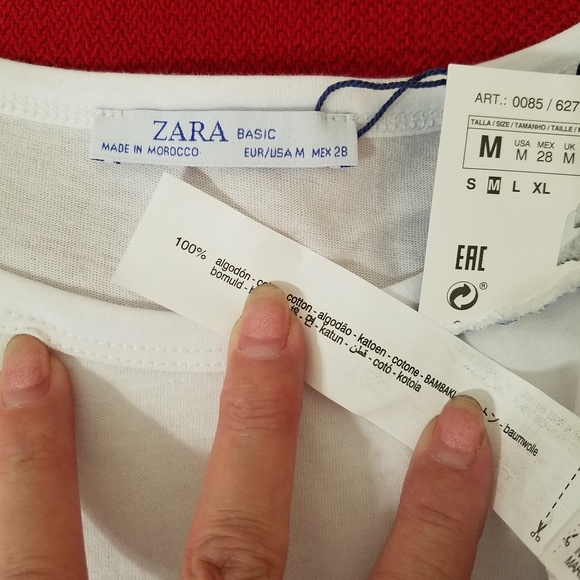 ZARA BASIC
MADE IN MOROCCO EUR/USA M MEX 28
ART.: 0085 / 627
TALLA / SIZE / TAMANHO / TAILLE /
M USA M MEX 28 UK M
S M L XL
EAC
®
100% algodón -
cotton - algodão - katoen - cotone - BAMBAKI
bomuld -
katun - قطن - cotó - kotoia
baumwolle